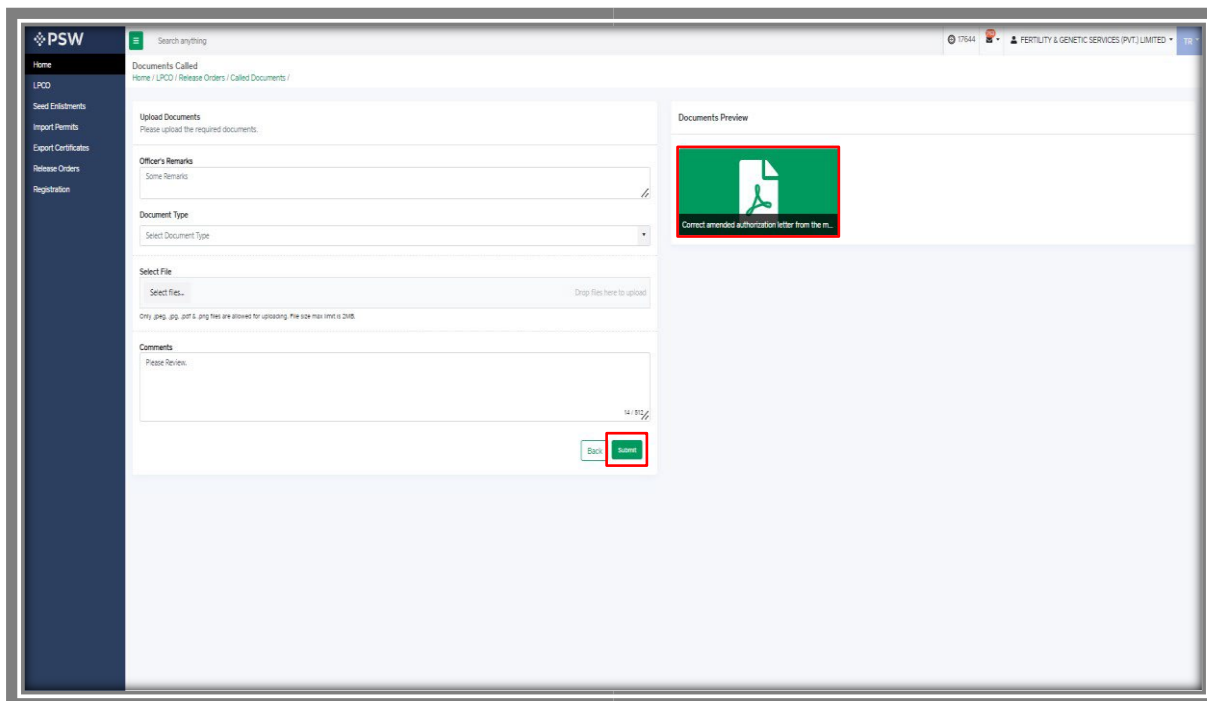 PSW
Search anything
17644
FERTILITY & GENETIC SERVICES (PVT.) LIMITED
TR
Home
LPCO
Seed Enlistments
Import Permits
Export Certificates
Release Orders
Registration
Documents Called
Home / LPCO / Release Orders / Called Documents /
Upload Documents
Please upload the required documents.
Officer's Remarks
Some Remarks
Document Type
Select Document Type
Select File
Select files...
Drop files here to upload
Only .jpeg, .jpg, .pdf & .png files are allowed for uploading. File size max limit is 2MB.
Comments
Please Review.
14 / 512
Back
Submit
Documents Preview
Correct amended authorization letter from the m...